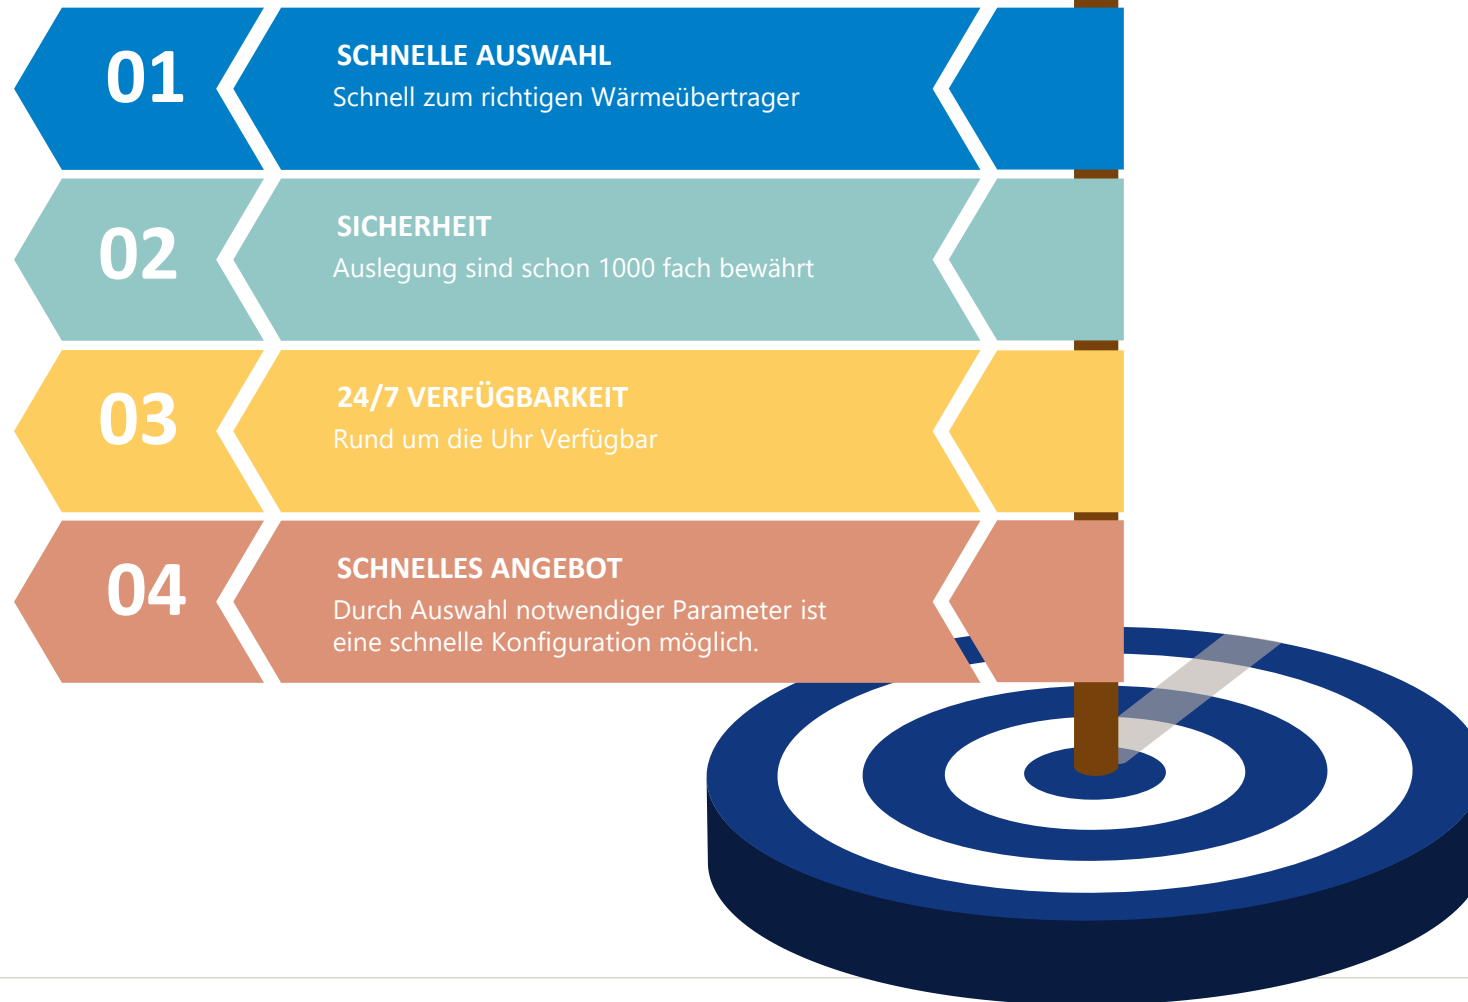 01
SCHNELLE AUSWAHL
Schnell zum richtigen Wärmeübertrager
02
SICHERHEIT
Auslegung sind schon 1000 fach bewährt
03
24/7 VERFÜGBARKEIT
Rund um die Uhr Verfügbar
04
SCHNELLES ANGEBOT
Durch Auswahl notwendiger Parameter ist
eine schnelle Konfiguration möglich.